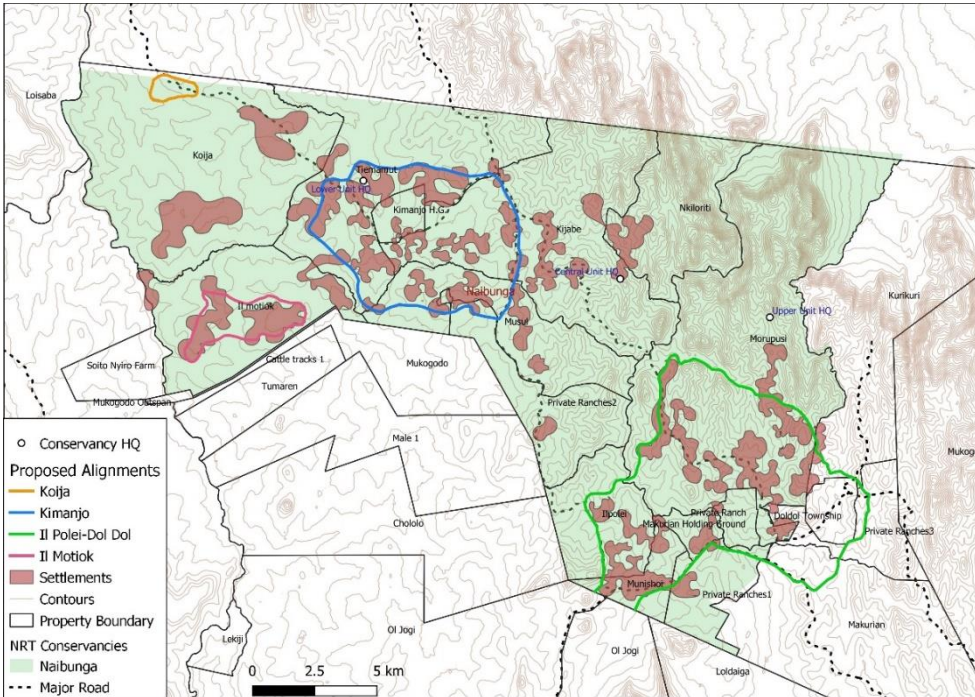 Loisaba
Koija
Tiemamut
Lower Unit HQ
Kimanjo H.G.
Nkiloriti
Kijabe
Central Unit HQ
Naibunga
Kurikuri
Il motiok
Musul
Upper Unit HQ
Morupusi
Soito Nyiro Farm
Cattle tracks 1
Mukogodo
Tumaren
Private Ranches2
Male 1
Chololo
Ilpolei
Private Ranch
Makurian Holding Ground
Doldol Township
Private Ranches3
Munishoi
Private Ranches1
Makurian
Ol Jogi
Lekiji
Ol Jogi
Loldaiga
Conservancy HQ
Proposed Alignments
Koija
Kimanjo
Il Polei-Dol Dol
Il Motiok
Settlements
Contours
Property Boundary
NRT Conservancies
Naibunga
Major Road
0 2.5 5 km